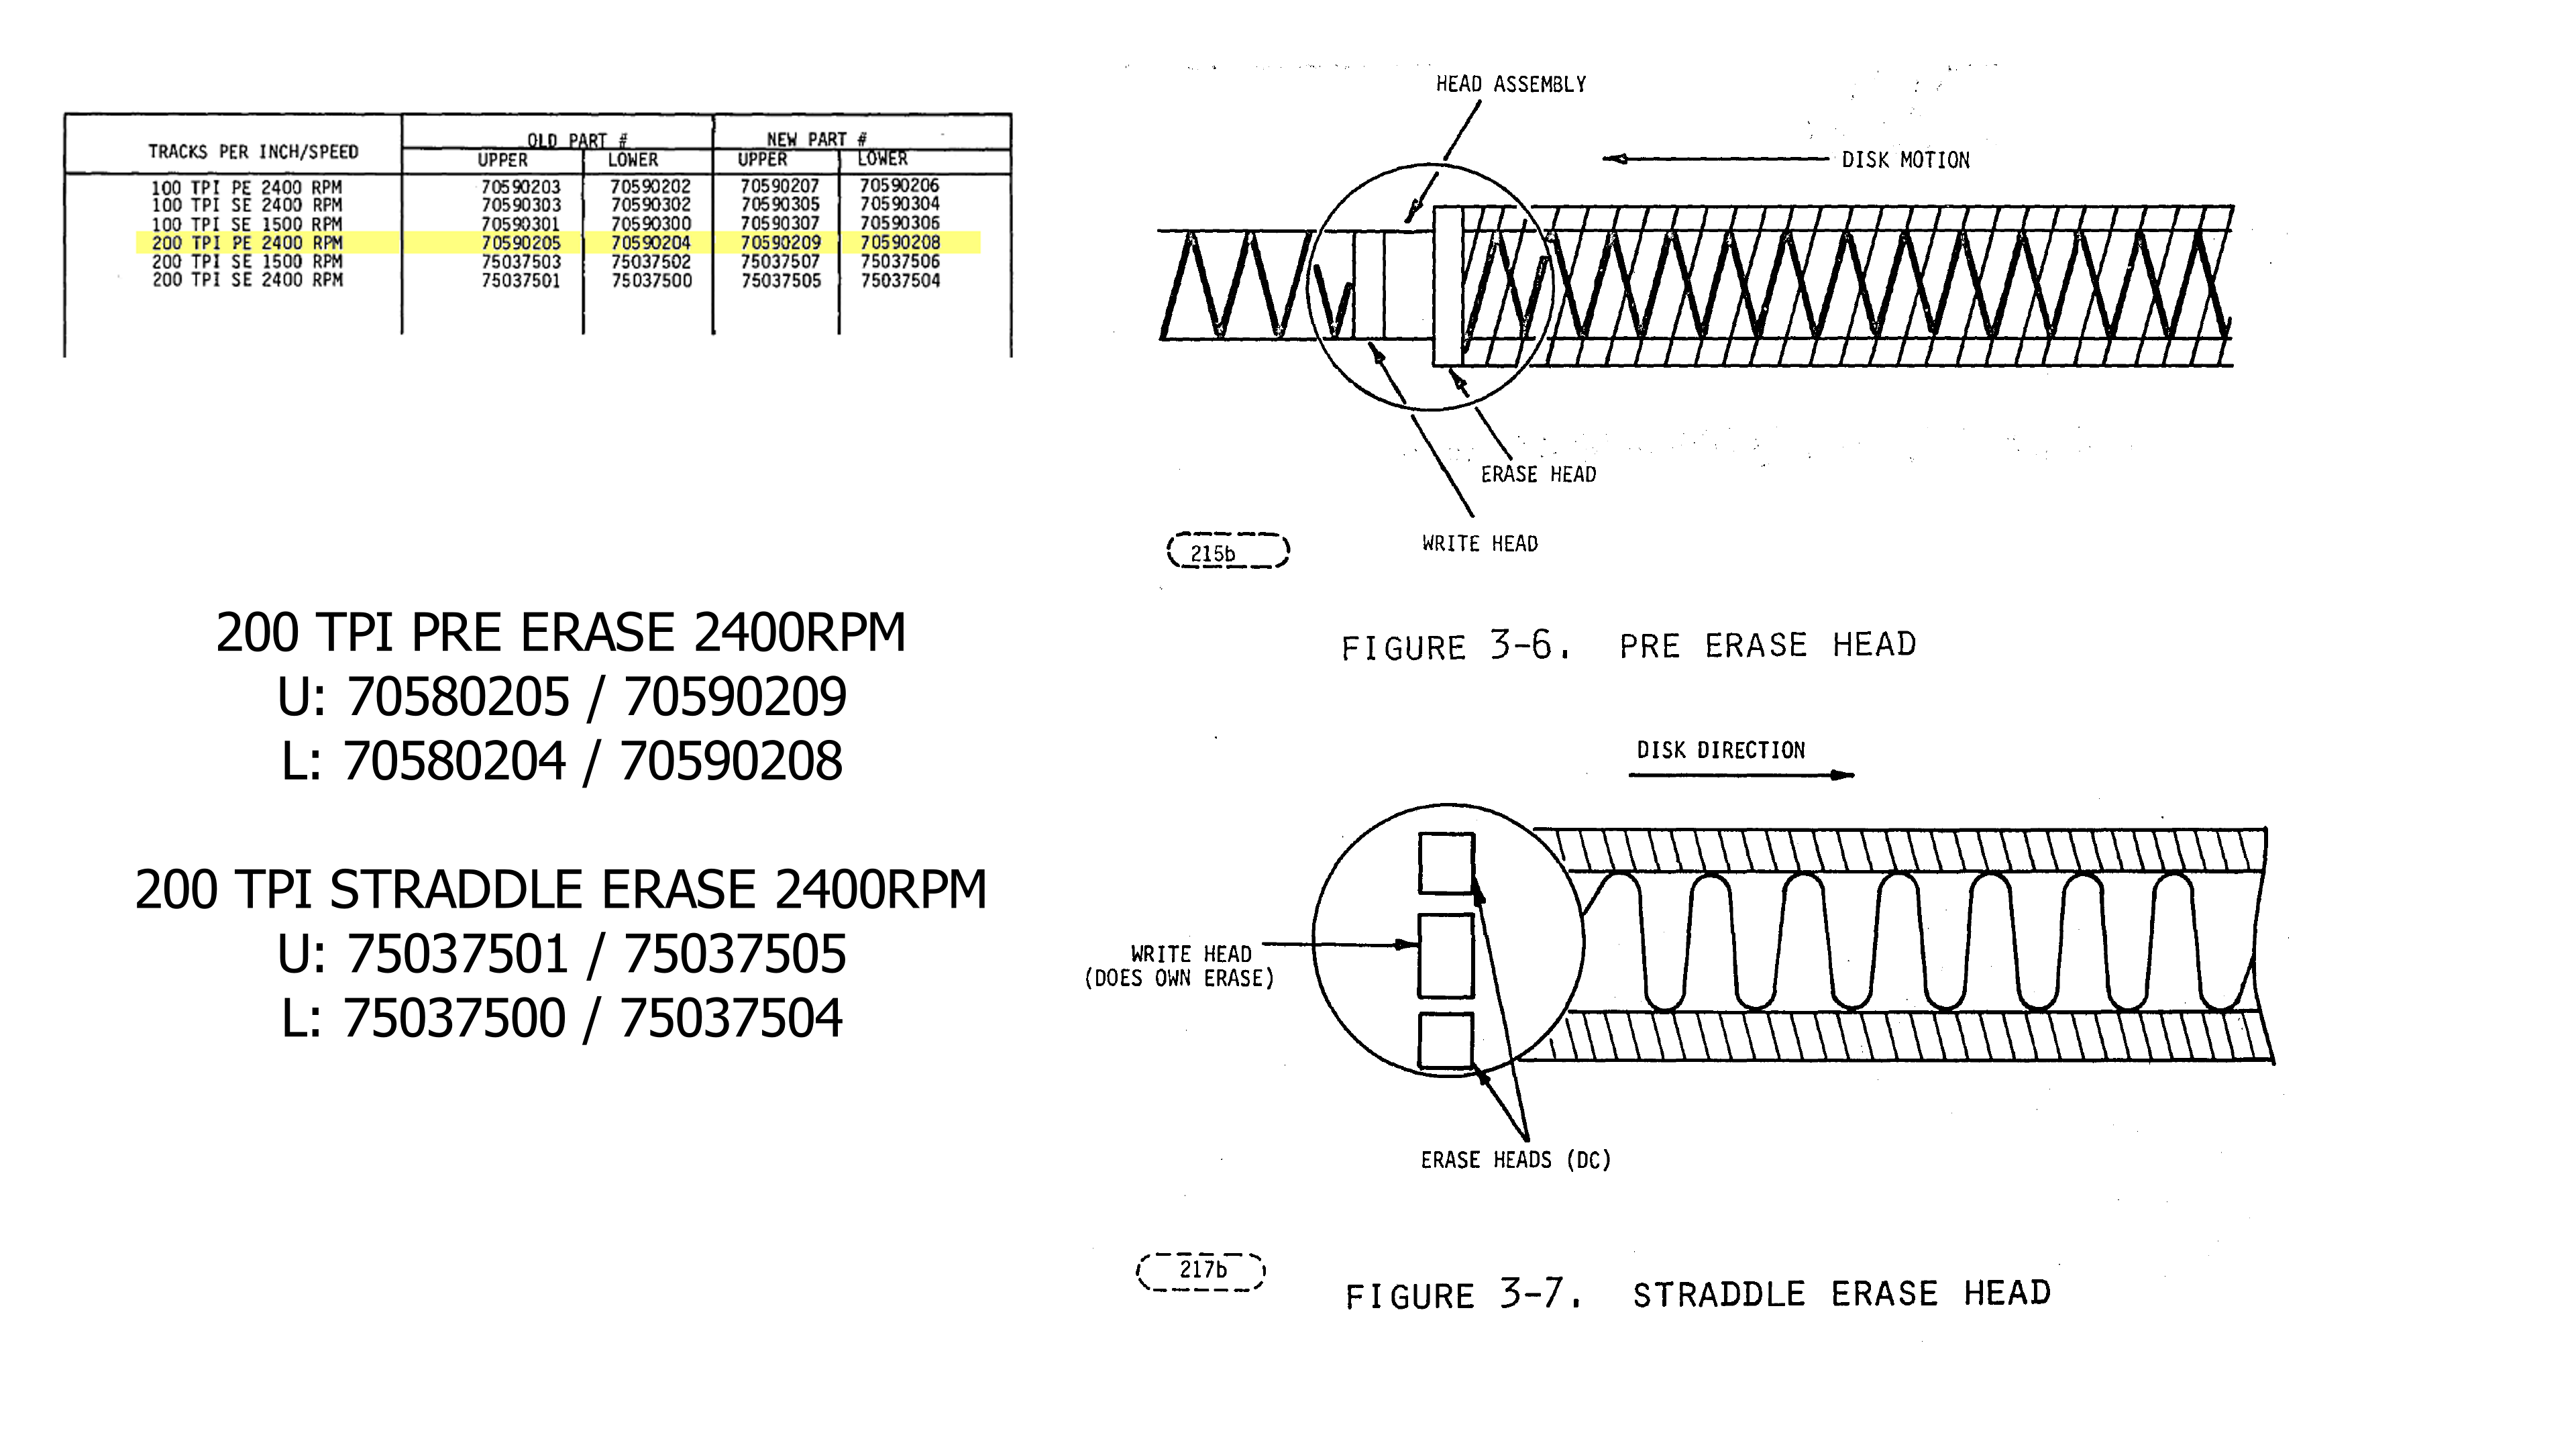 OLD PART # NEW PART #
TRACKS PER INCH/SPEED UPPER LOWER UPPER LOWER
100 TPI PE 2400 RPM 70590203 70590202 70590207 70590206
100 TPI SE 2400 RPM 70590303 70590302 70590305 70590304
100 TPI SE 1500 RPM 70590301 70590300 70590307 70590306
200 TPI PE 2400 RPM 70590205 70590204 70590209 70590208
200 TPI SE 1500 RPM 75037503 75037502 75037507 75037506
200 TPI SE 2400 RPM 75037501 75037500 75037505 75037504
200 TPI PRE ERASE 2400RPM
U: 70580205 / 70590209
L: 70580204 / 70590208
200 TPI STRADDLE ERASE 2400RPM
U: 75037501 / 75037505
L: 75037500 / 75037504
HEAD ASSEMBLY
DISK MOTION
ERASE HEAD
WRITE HEAD
215b
FIGURE 3-6. PRE ERASE HEAD
DISK DIRECTION
WRITE HEAD
(DOES OWN ERASE)
ERASE HEADS (DC)
217b
FIGURE 3-7. STRADDLE ERASE HEAD